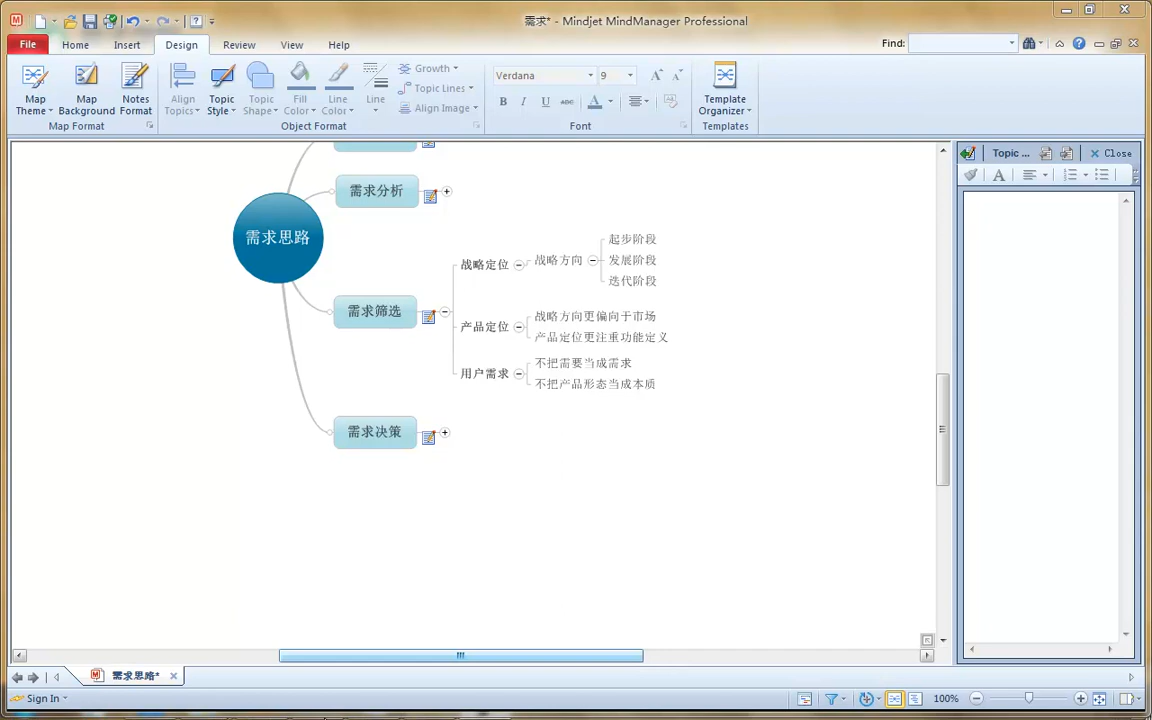 需求* - Mindjet MindManager Professional
File Home Insert Design Review View Help Find:
Map Theme
Map Background
Notes Format
Map Format
Align Topics
Topic Style
Topic Shape
Fill Color
Line Color
Line
Growth
Topic Lines
Align Image
Object Format
Verdana 9
B I U abc A
Font
Template Organizer
Templates
Topic ... Close
A
需求分析
需求思路
起步阶段
战略定位 战略方向 发展阶段
迭代阶段
需求筛选
战略方向更偏向于市场
产品定位
产品定位更注重功能定义
不把需要当成需求
用户需求
不把产品形态当成本质
需求决策
需求思路*
Sign In 100%